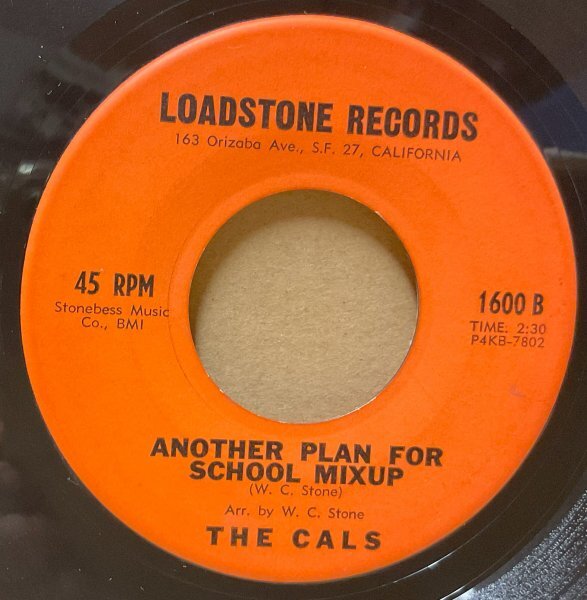 LOADSTONE RECORDS
163 Orizaba Ave., S.F. 27, CALIFORNIA
45 RPM
Stonebess Music
Co., BMI
1600 B
TIME: 2:30
P4KB-7802
ANOTHER PLAN FOR
SCHOOL MIXUP
(W. C. Stone)
Arr. by W. C. Stone
THE CALS